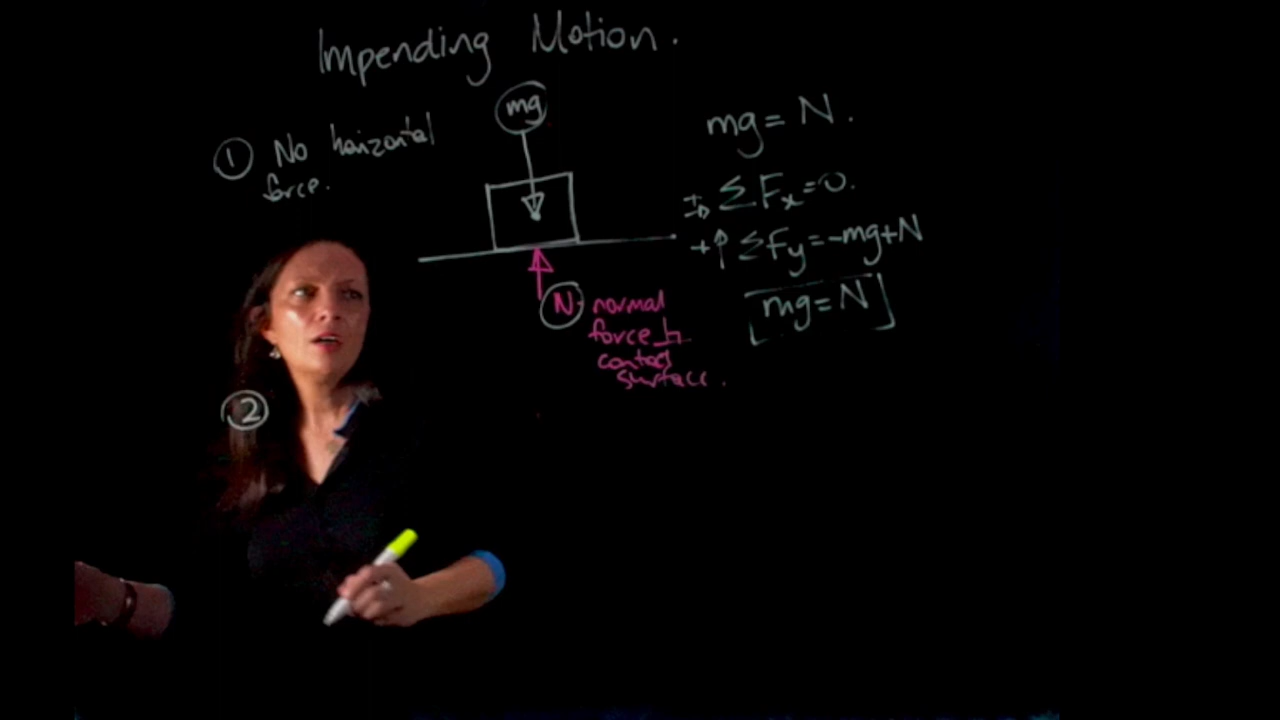 Impending Motion.
① No horizontal
force.
mg
N - normal
force
contact
surface.
mg = N.
ΣFx = 0.
+↑ ΣFy = -mg + N
mg = N
②